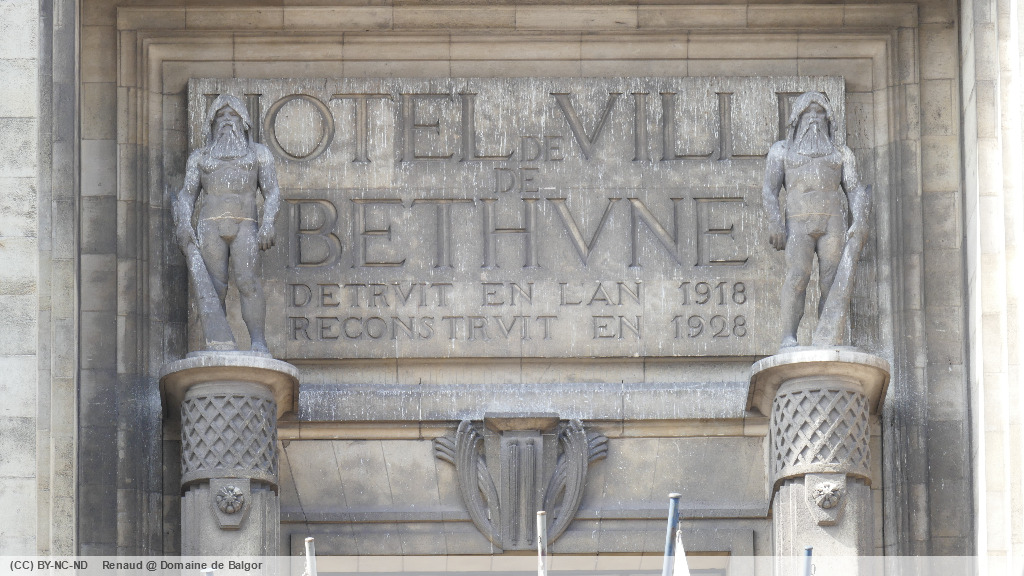 HOTEL DE VILLE
DE
BETHVNE
DETRVIT EN L'AN 1918
RECONSTRVIT EN 1928
(CC) BY-NC-ND Renaud @ Domaine de Balgor